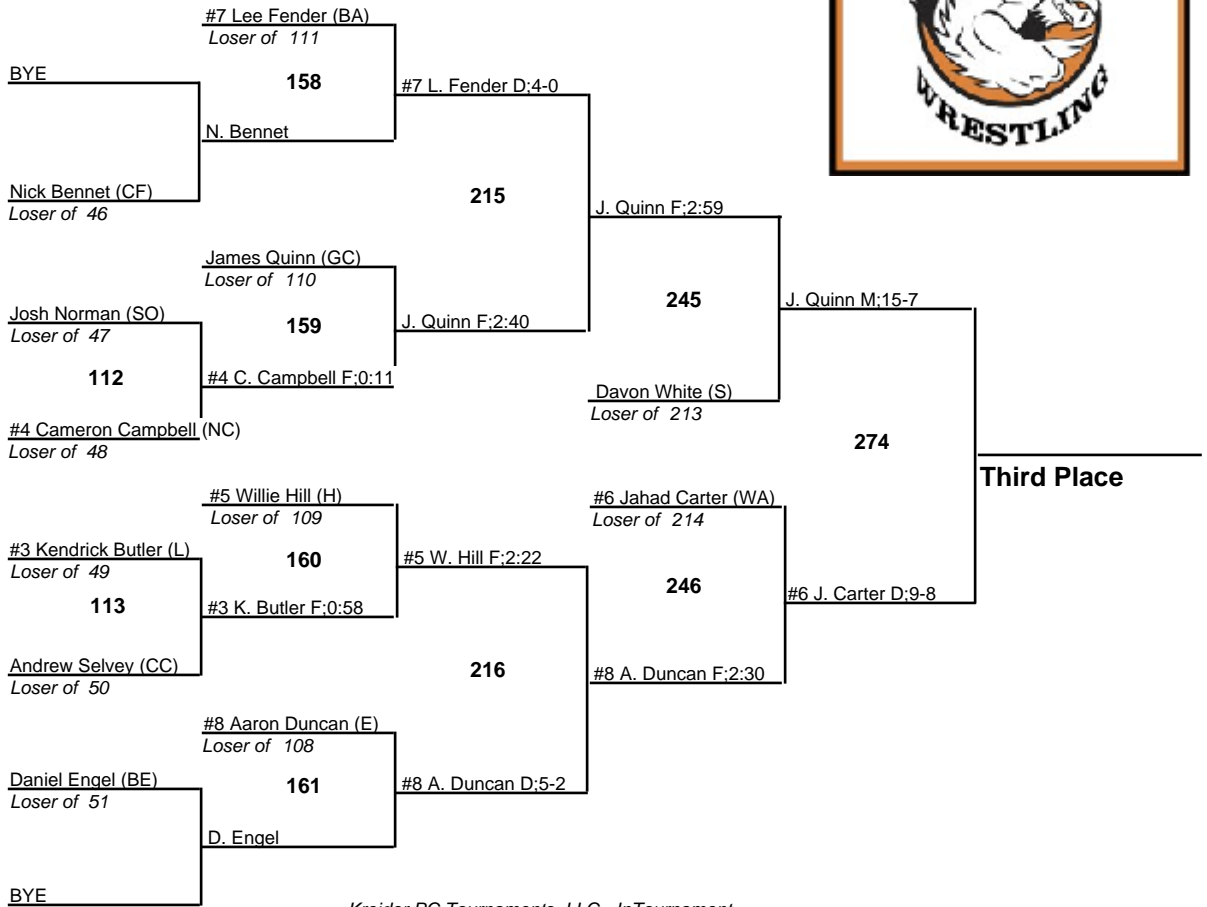 #7 Lee Fender (BA)
Loser of 111
BYE
158
#7 L. Fender D;4-0
N. Bennet
Nick Bennet (CF)
Loser of 46
215
J. Quinn F;2:59
James Quinn (GC)
Loser of 110
Josh Norman (SO)
Loser of 47
159
J. Quinn F;2:40
245
J. Quinn M;15-7
112
#4 C. Campbell F;0:11
Davon White (S)
Loser of 213
#4 Cameron Campbell (NC)
Loser of 48
274
Third Place
#5 Willie Hill (H)
Loser of 109
#6 Jahad Carter (WA)
Loser of 214
#3 Kendrick Butler (L)
Loser of 49
160
#5 W. Hill F;2:22
246
113
#3 K. Butler F;0:58
#6 J. Carter D;9-8
Andrew Selvey (CC)
Loser of 50
216
#8 A. Duncan F;2:30
#8 Aaron Duncan (E)
Loser of 108
Daniel Engel (BE)
Loser of 51
161
#8 A. Duncan D;5-2
D. Engel
BYE
WRESTLING